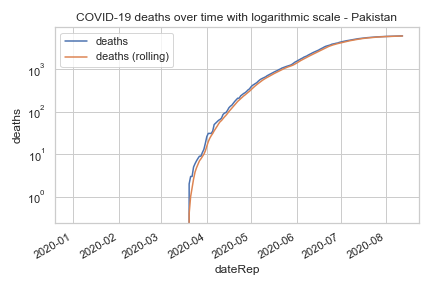 COVID-19 deaths over time with logarithmic scale - Pakistan
deaths
deaths (rolling)
10³
10²
10¹
10⁰
deaths
2020-01
2020-02
2020-03
2020-04
2020-05
2020-06
2020-07
2020-08
dateRep